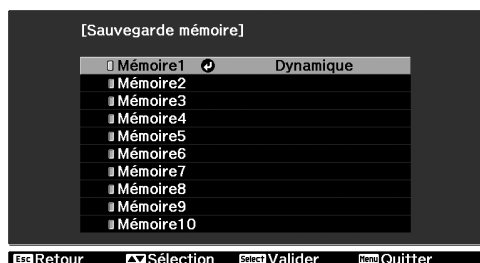 [Sauvegarde mémoire]
Mémoire1 Dynamique
Mémoire2
Mémoire3
Mémoire4
Mémoire5
Mémoire6
Mémoire7
Mémoire8
Mémoire9
Mémoire10
Esc Retour Sélection Select Valider Menu Quitter